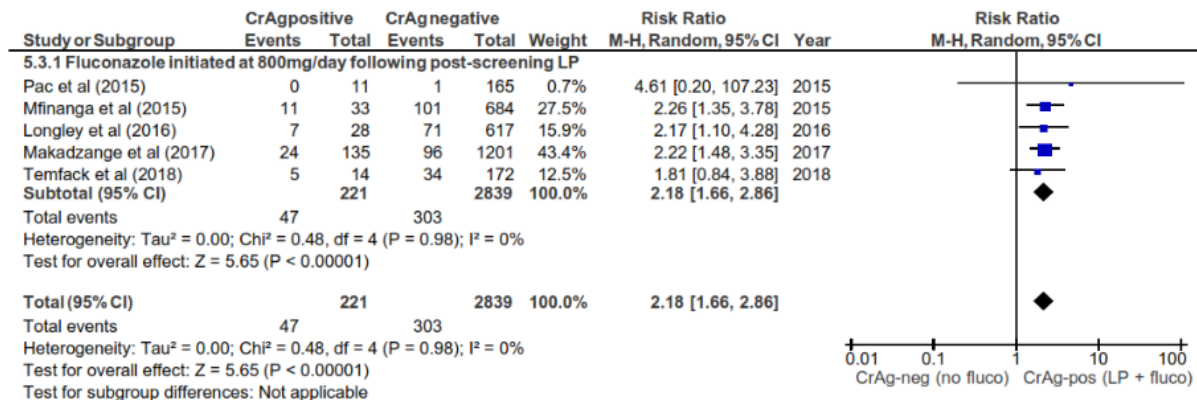 CrAgpositive CrAgnegative Risk Ratio Risk Ratio
Study or Subgroup Events Total Events Total Weight M-H, Random, 95% CI Year M-H, Random, 95% CI
5.3.1 Fluconazole initiated at 800mg/day following post-screening LP
Pac et al (2015) 0 11 1 165 0.7% 4.61 [0.20, 107.23] 2015
Mfinanga et al (2015) 11 33 101 684 27.5% 2.26 [1.35, 3.78] 2015
Longley et al (2016) 7 28 71 617 15.9% 2.17 [1.10, 4.28] 2016
Makadzange et al (2017) 24 135 96 1201 43.4% 2.22 [1.48, 3.35] 2017
Temfack et al (2018) 5 14 34 172 12.5% 1.81 [0.84, 3.88] 2018
Subtotal (95% CI) 221 2839 100.0% 2.18 [1.66, 2.86]
Total events 47 303
Heterogeneity: Tau² = 0.00; Chi² = 0.48, df = 4 (P = 0.98); I² = 0%
Test for overall effect: Z = 5.65 (P < 0.00001)
Total (95% CI) 221 2839 100.0% 2.18 [1.66, 2.86]
Total events 47 303
Heterogeneity: Tau² = 0.00; Chi² = 0.48, df = 4 (P = 0.98); I² = 0%
Test for overall effect: Z = 5.65 (P < 0.00001)
Test for subgroup differences: Not applicable
0.01 0.1 1 10 100
CrAg-neg (no fluco) CrAg-pos (LP + fluco)